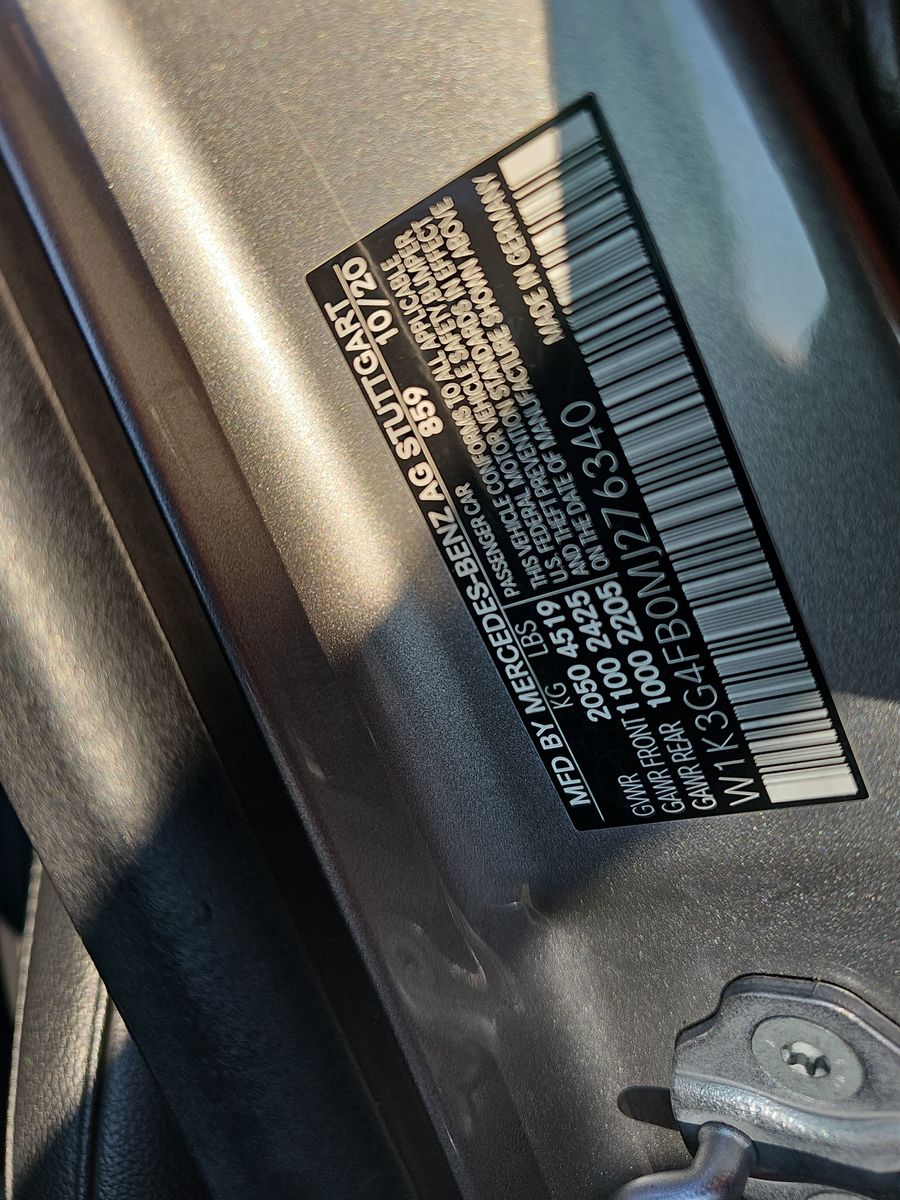 MFD BY MERCEDES-BENZ AG STUTTGART
859 10/20
KG LBS
GVWR 2050 4519
GAWR FRONT 1100 2425
GAWR REAR 1000 2205
PASSENGER CAR
THIS VEHICLE CONFORMS TO ALL APPLICABLE
U.S. FEDERAL MOTOR VEHICLE SAFETY, BUMPER,
AND THEFT PREVENTION STANDARDS IN EFFECT
ON THE DATE OF MANUFACTURE SHOWN ABOVE
W1K3G4FB0MJ276340
MADE IN GERMANY